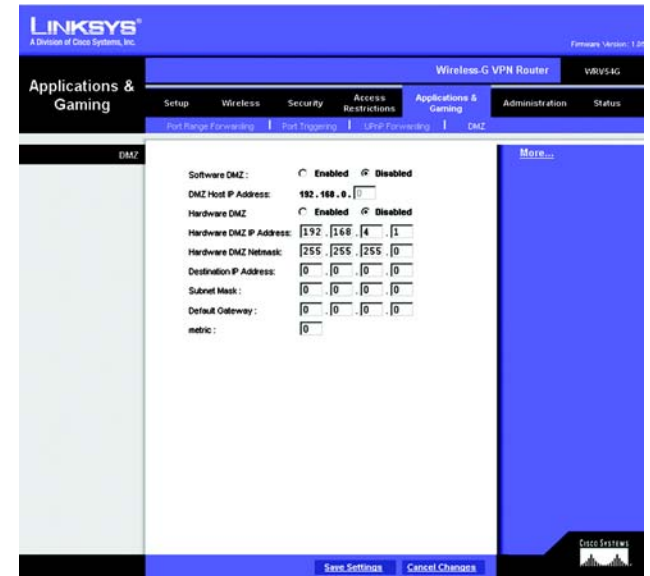 LINKSYS®
A Division of Cisco Systems, Inc.
Firmware Version: 1.05
Applications & Gaming
Wireless-G VPN Router WRV54G
Setup Wireless Security Access Restrictions Applications & Gaming Administration Status
Port Range Forwarding | Port Triggering | UPnP Forwarding | DMZ
DMZ
More...
Software DMZ : Enabled Disabled
DMZ Host IP Address: 192.168.0. 0
Hardware DMZ Enabled Disabled
Hardware DMZ IP Address: 192 . 168 . 4 . 1
Hardware DMZ Netmask: 255 . 255 . 255 . 0
Destination IP Address: 0 . 0 . 0 . 0
Subnet Mask : 0 . 0 . 0 . 0
Default Gateway : 0 . 0 . 0 . 0
metric : 0
Save Settings Cancel Changes
CISCO SYSTEMS